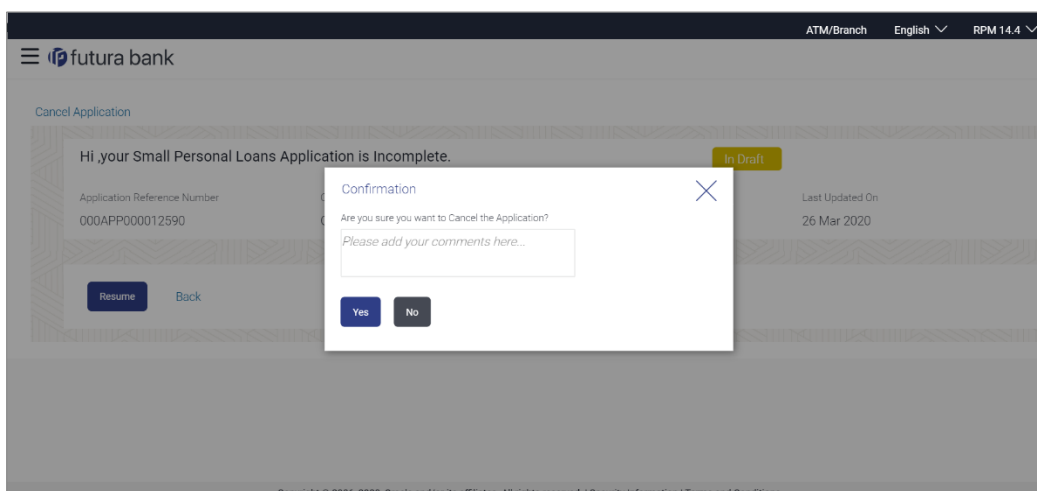 ATM/Branch English RPM 14.4
futura bank
Cancel Application
Hi ,your Small Personal Loans Application is Incomplete.
In Draft
Application Reference Number
000APP000012590
Last Updated On
26 Mar 2020
Confirmation
Are you sure you want to Cancel the Application?
Please add your comments here...
Yes No
Resume Back